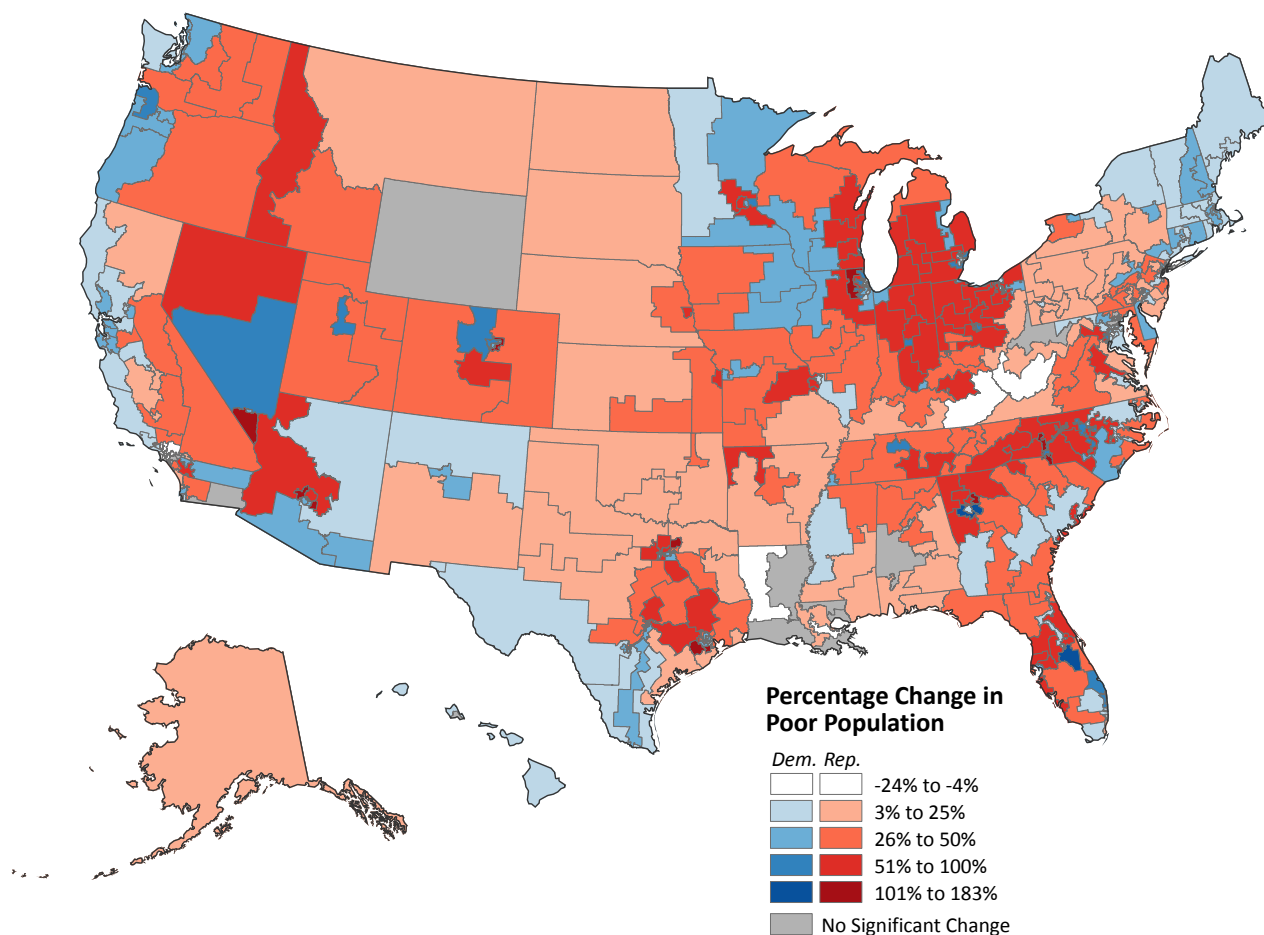 Percentage Change in
Poor Population
Dem. Rep.
-24% to -4%
3% to 25%
26% to 50%
51% to 100%
101% to 183%
No Significant Change